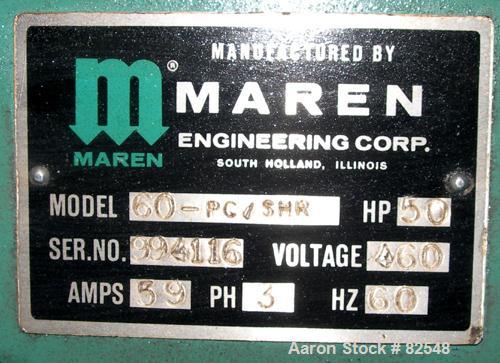 MANUFACTURED BY
m® MAREN
MAREN
ENGINEERING CORP.
SOUTH HOLLAND, ILLINOIS
MODEL 60-PC/SHR HP 50
SER.NO. 994116 VOLTAGE 460
AMPS 59 PH 3 HZ 60
Aaron Stock # 82548